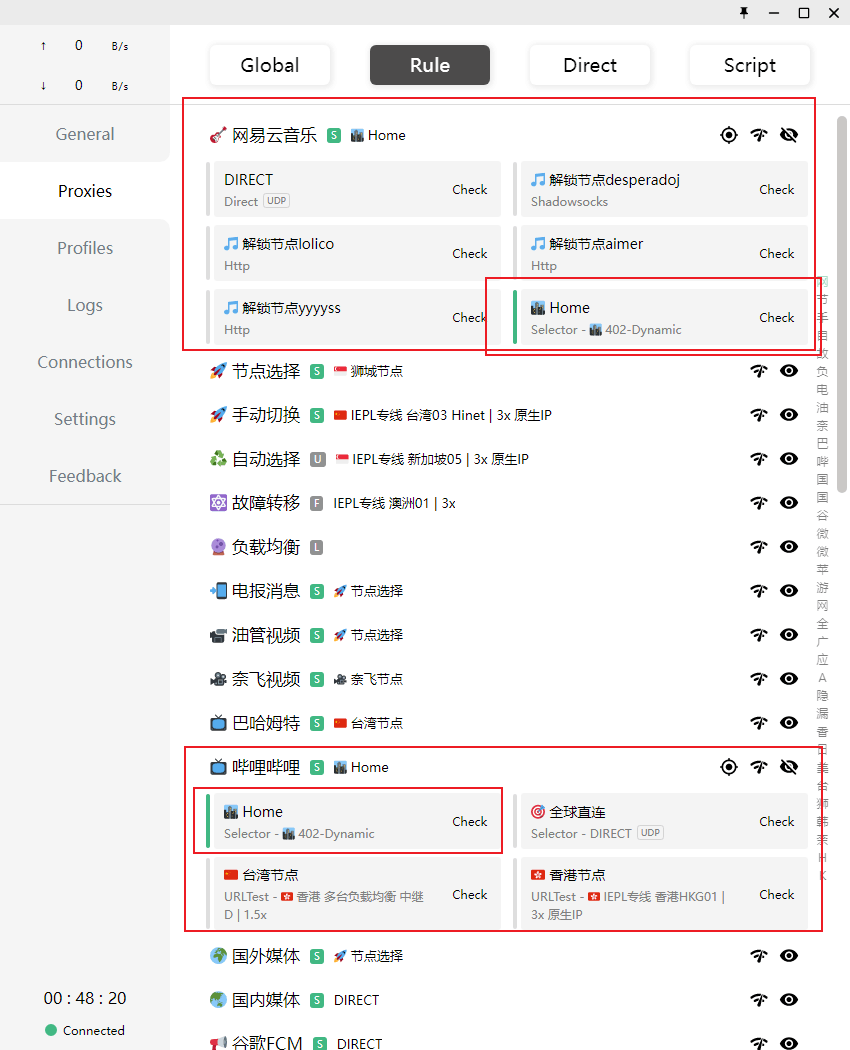 ↑ 0 B/s
↓ 0 B/s
Global Rule Direct Script
General
Proxies
Profiles
Logs
Connections
Settings
Feedback
00 : 48 : 20
Connected
网易云音乐 S Home
DIRECT
Direct UDP
Check
解锁节点desperadoj
Shadowsocks
Check
解锁节点lolico
Http
Check
解锁节点aimer
Http
Check
解锁节点yyyyss
Http
Check
Home
Selector - 402-Dynamic
Check
节点选择 S 狮城节点
手动切换 S IEPL专线 台湾03 Hinet | 3x 原生IP
自动选择 U IEPL专线 新加坡05 | 3x 原生IP
故障转移 F IEPL专线 澳洲01 | 3x
负载均衡 L
电报消息 S 节点选择
油管视频 S 节点选择
奈飞视频 S 奈飞节点
巴哈姆特 S 台湾节点
哔哩哔哩 S Home
Home
Selector - 402-Dynamic
Check
全球直连
Selector - DIRECT UDP
Check
台湾节点
URLTest - 香港 多台负载均衡 中继
D | 1.5x
Check
香港节点
URLTest - IEPL专线 香港HKG01 |
3x 原生IP
Check
国外媒体 S 节点选择
国内媒体 S DIRECT
谷歌FCM S DIRECT
网
节
手
自
故
负
电
油
奈
巴
哔
国
国
谷
微
微
苹
游
网
全
广
应
A
隐
漏
香
日
美
台
狮
韩
奈
H
K